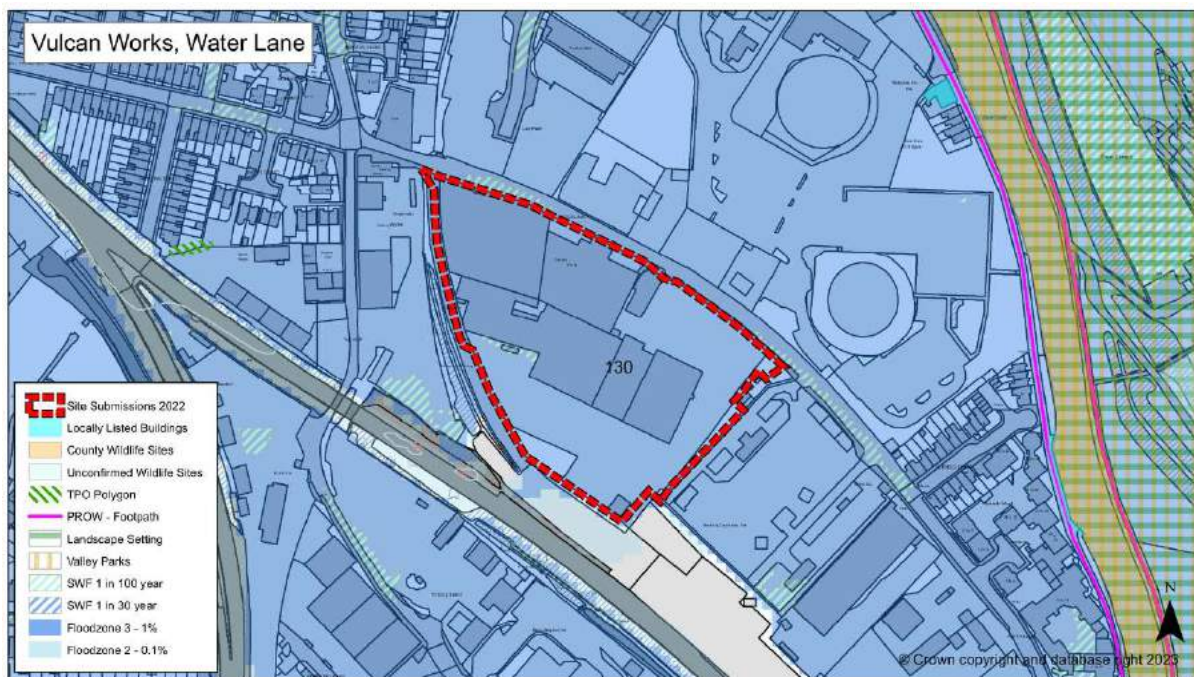 Vulcan Works, Water Lane
130
Site Submissions 2022
Locally Listed Buildings
County Wildlife Sites
Unconfirmed Wildlife Sites
TPO Polygon
PROW - Footpath
Landscape Setting
Valley Parks
SWF 1 in 100 year
SWF 1 in 30 year
Floodzone 3 - 1%
Floodzone 2 - 0.1%
N
© Crown copyright and database right 2023